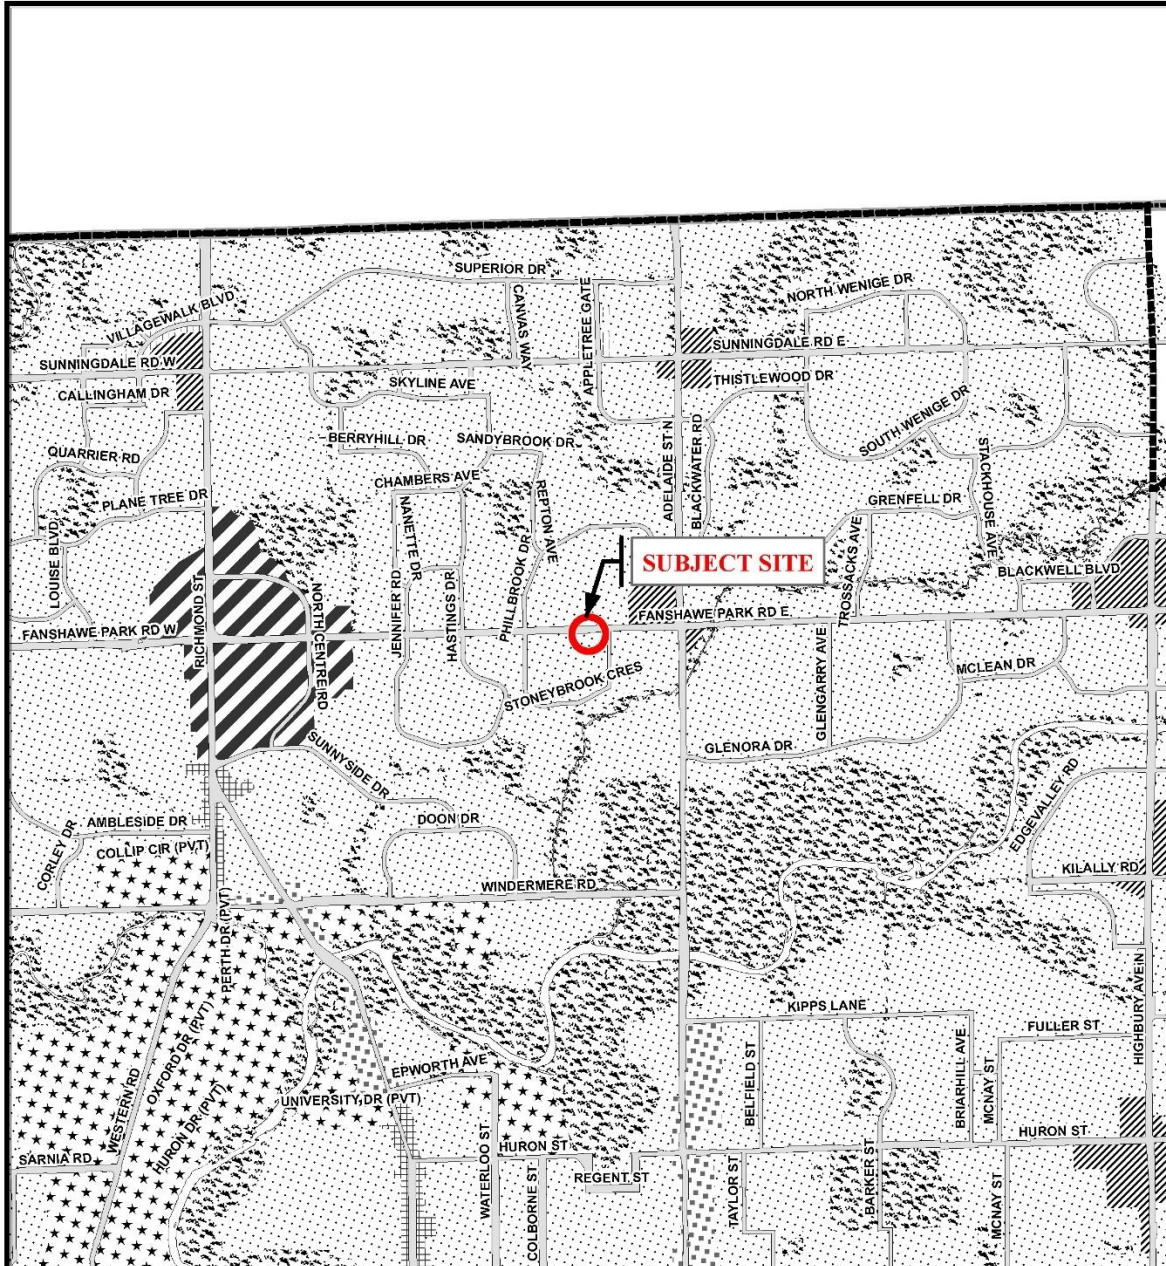 SUPERIOR DR
CANVAS WAY
APPLETREE GATE
NORTH WENIGE DR
VILLAGEWALK BLVD
SUNNINGDALE RD W
SUNNINGDALE RD E
CALLINGHAM DR
SKYLINE AVE
THISTLEWOOD DR
SOUTH WENIGE DR
BERRYHILL DR
SANDYBROOK DR
QUARRIER RD
CHAMBERS AVE
ADELAIDE ST N
BLACKWATER RD
STACKHOUSE AVE
PLANE TREE DR
NANETTE DR
REPTON AVE
GRENFELL DR
LOUISE BLVD
PHILLBROOK DR
SUBJECT SITE
TROSSACKS AVE
BLACKWELL BLVD
FANSHAWE PARK RD W
RICHMOND ST
NORTH CENTRE RD
JENNIFER RD
HASTINGS DR
FANSHAWE PARK RD E
STONEYBROOK CRES
GLENGARRY AVE
MCLEAN DR
SUNNYSIDE DR
GLENORA DR
EDGEVALLEY RD
AMBLESIDE DR
DOON DR
CORLEY DR
COLLIP CIR (PVT)
KILALLY RD
WINDERMERE RD
PERTH DR (PVT)
HIGHBURY AVE N
KIPPS LANE
FULLER ST
WESTERN RD
OXFORD DR (PVT)
HURON DR (PVT)
EPWORTH AVE
UNIVERSITY DR (PVT)
BELFIELD ST
BRIARHILL AVE
MCNAY ST
SARNIA RD
WATERLOO ST
HURON ST
HURON ST
COLBORNE ST
REGENT ST
TAYLOR ST
BARKER ST
MCNAY ST